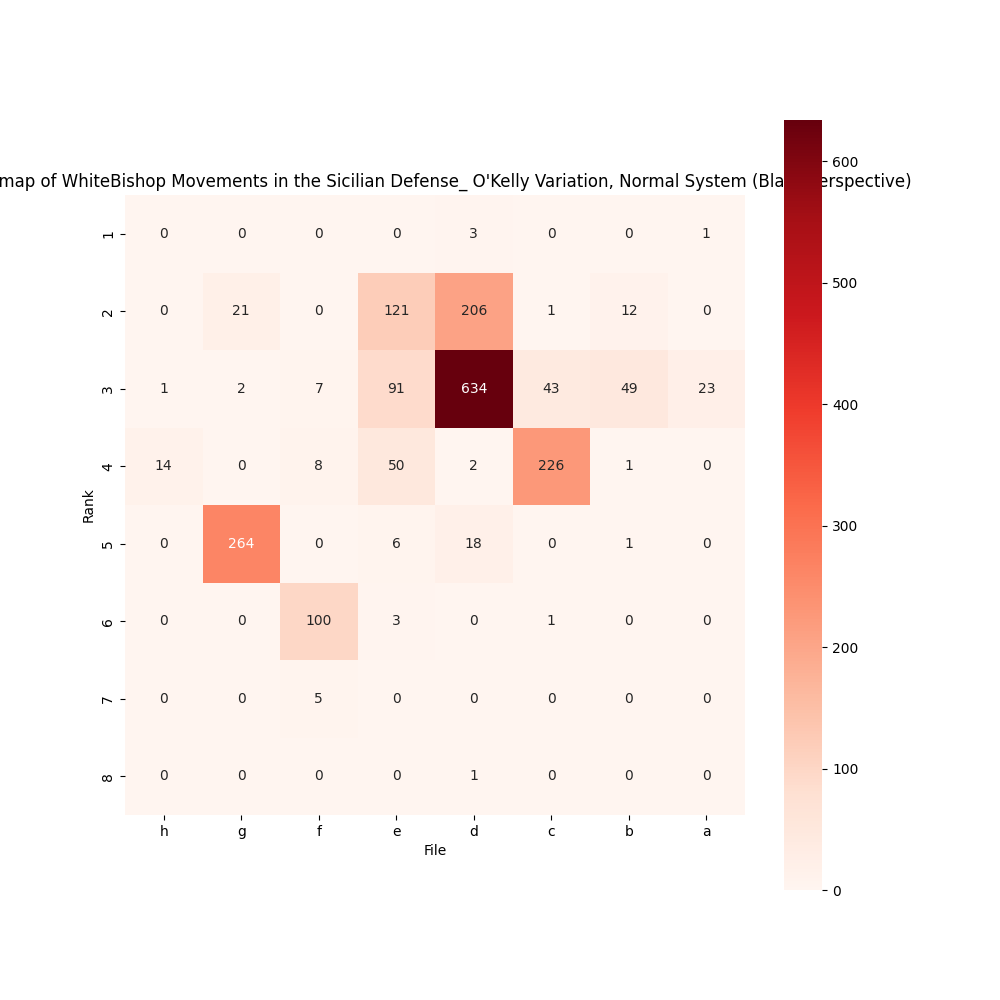 map of WhiteBishop Movements in the Sicilian Defense_ O'Kelly Variation, Normal System (Bla erspective)
1 0 0 0 0 3 0 0 1
2 0 21 0 121 206 1 12 0
3 1 2 7 91 634 43 49 23
4 14 0 8 50 2 226 1 0
5 0 264 0 6 18 0 1 0
6 0 0 100 3 0 1 0 0
7 0 0 5 0 0 0 0 0
8 0 0 0 0 1 0 0 0
h g f e d c b a
File
Rank
600
500
400
300
200
100
0